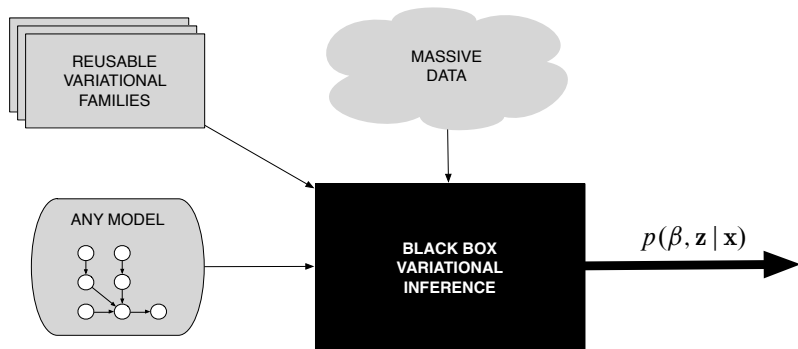 REUSABLE
VARIATIONAL
FAMILIES
MASSIVE
DATA
ANY MODEL
BLACK BOX
VARIATIONAL
INFERENCE
p(β, z | x)